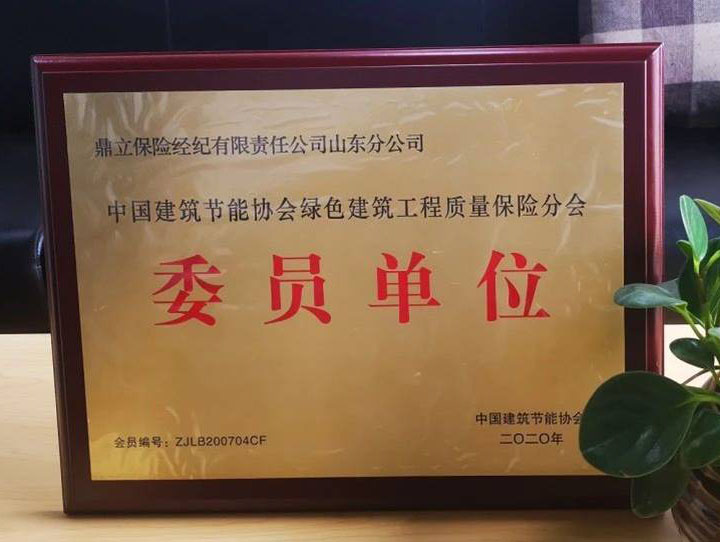 鼎立保险经纪有限责任公司山东分公司
中国建筑节能协会绿色建筑工程质量保险分会
委员单位
会员编号：ZJLB200704CF
中国建筑节能协会
二〇二〇年